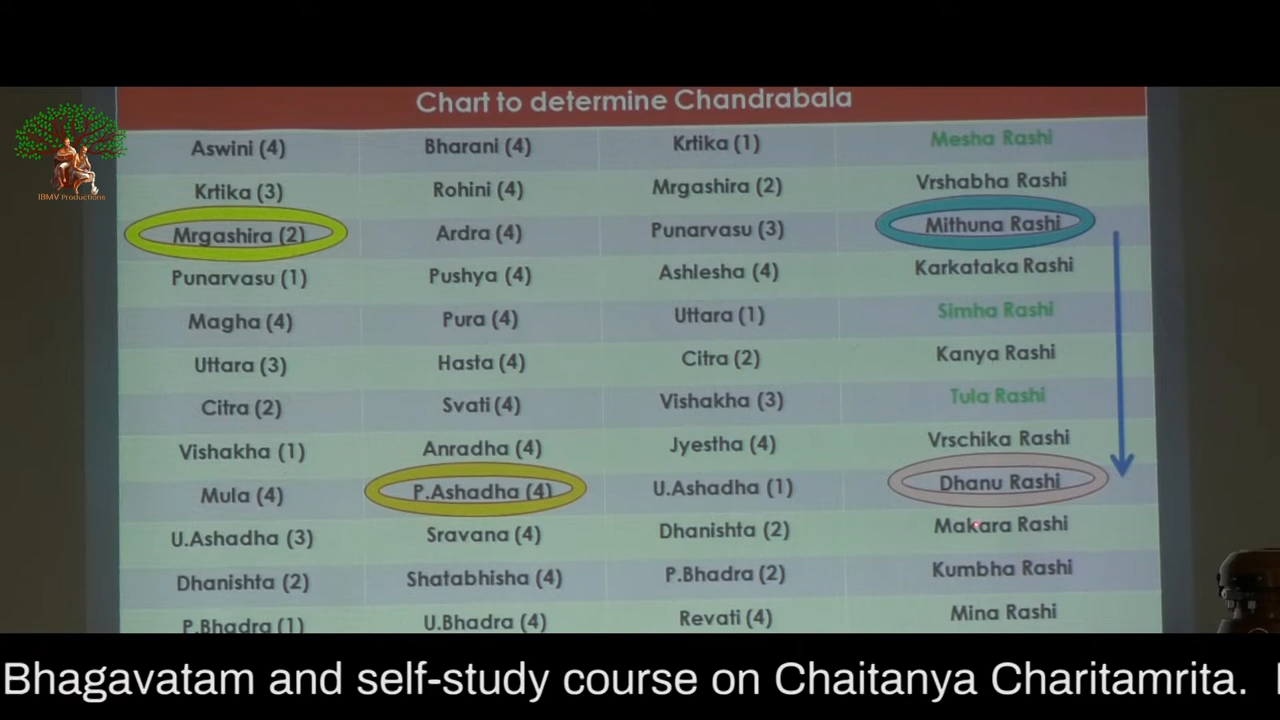 IBMV Productions
Chart to determine Chandrabala
Aswini (4) Bharani (4) Krtika (1) Mesha Rashi
Krtika (3) Rohini (4) Mrgashira (2) Vrshabha Rashi
Mrgashira (2) Ardra (4) Punarvasu (3) Mithuna Rashi
Punarvasu (1) Pushya (4) Ashlesha (4) Karkataka Rashi
Magha (4) Pura (4) Uttara (1) Simha Rashi
Uttara (3) Hasta (4) Citra (2) Kanya Rashi
Citra (2) Svati (4) Vishakha (3) Tula Rashi
Vishakha (1) Anradha (4) Jyestha (4) Vrschika Rashi
Mula (4) P.Ashadha (4) U.Ashadha (1) Dhanu Rashi
U.Ashadha (3) Sravana (4) Dhanishta (2) Makara Rashi
Dhanishta (2) Shatabhisha (4) P.Bhadra (2) Kumbha Rashi
P.Bhadra (1) U.Bhadra (4) Revati (4) Mina Rashi
Bhagavatam and self-study course on Chaitanya Charitamrita.